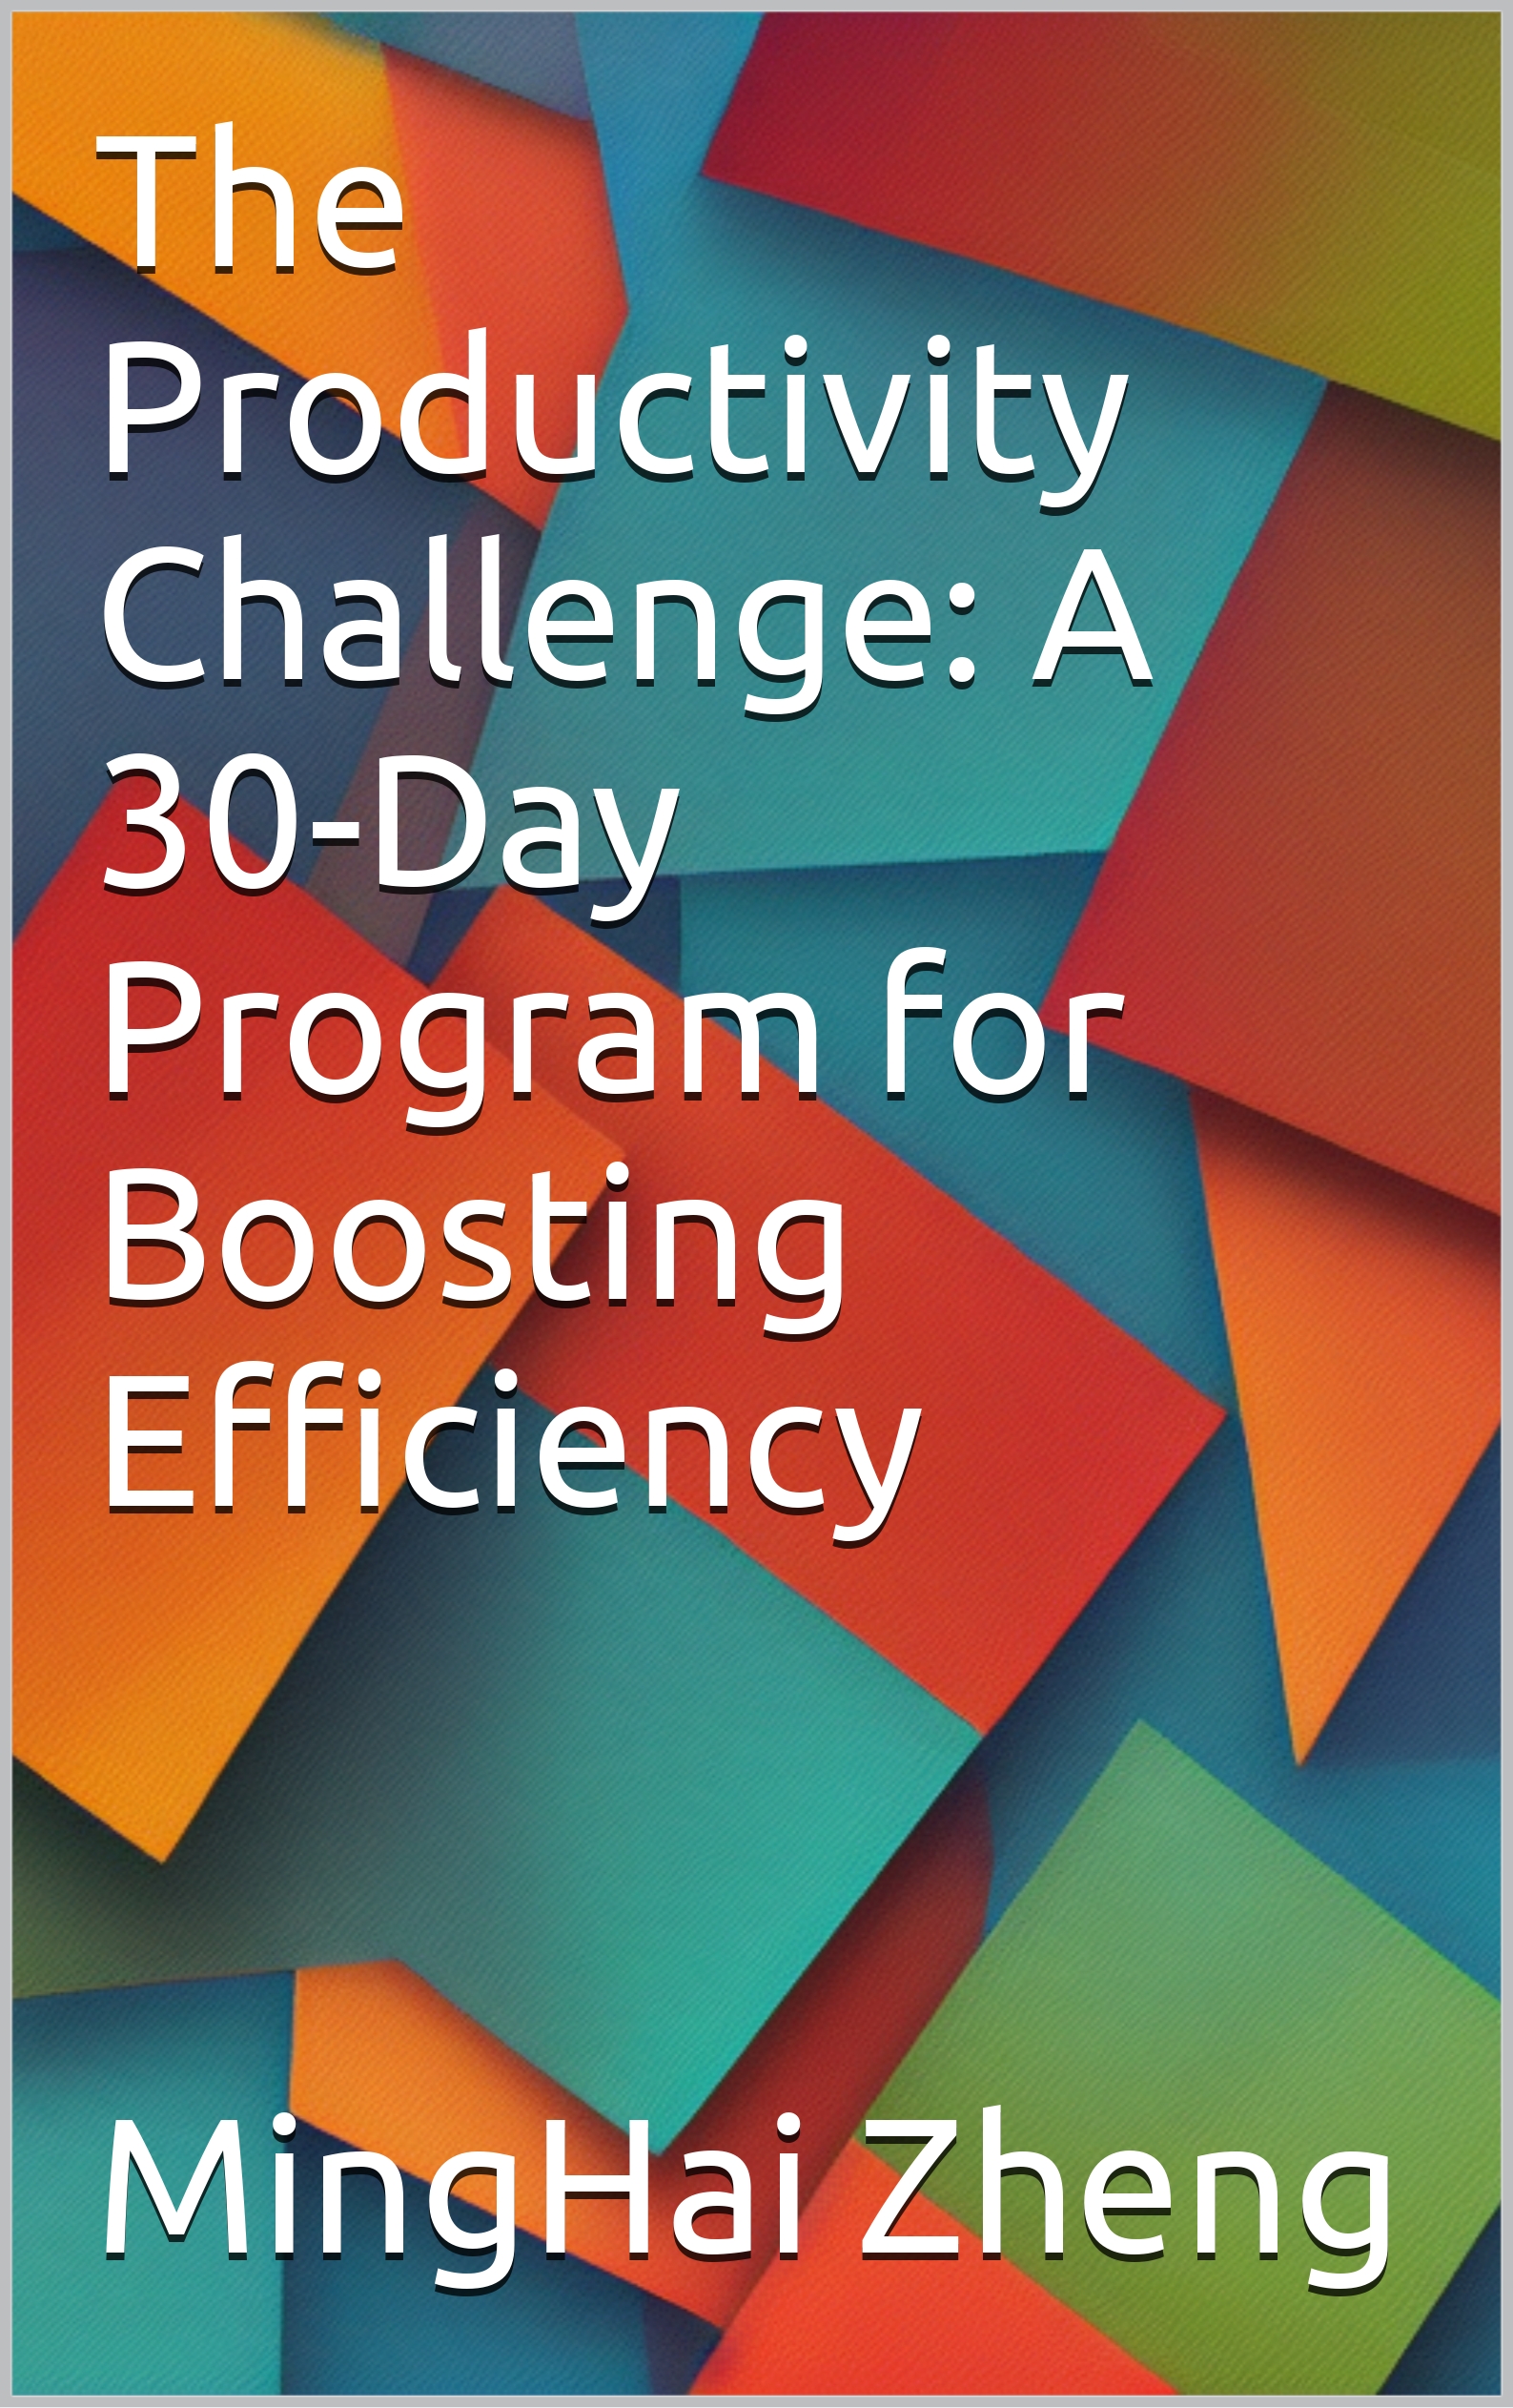 The
Productivity
Challenge: A
30-Day
Program for
Boosting
Efficiency
MingHai Zheng